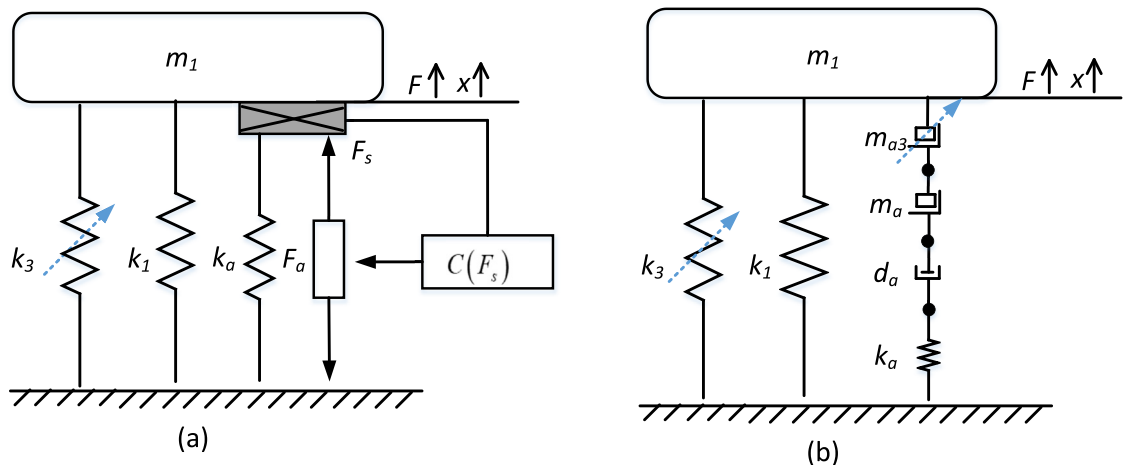 m₁
F x
Fₛ
k₃ k₁ kₐ Fₐ C(Fₛ)
(a)
m₁
F x
mₐ₃
mₐ
k₃ k₁ dₐ
kₐ
(b)